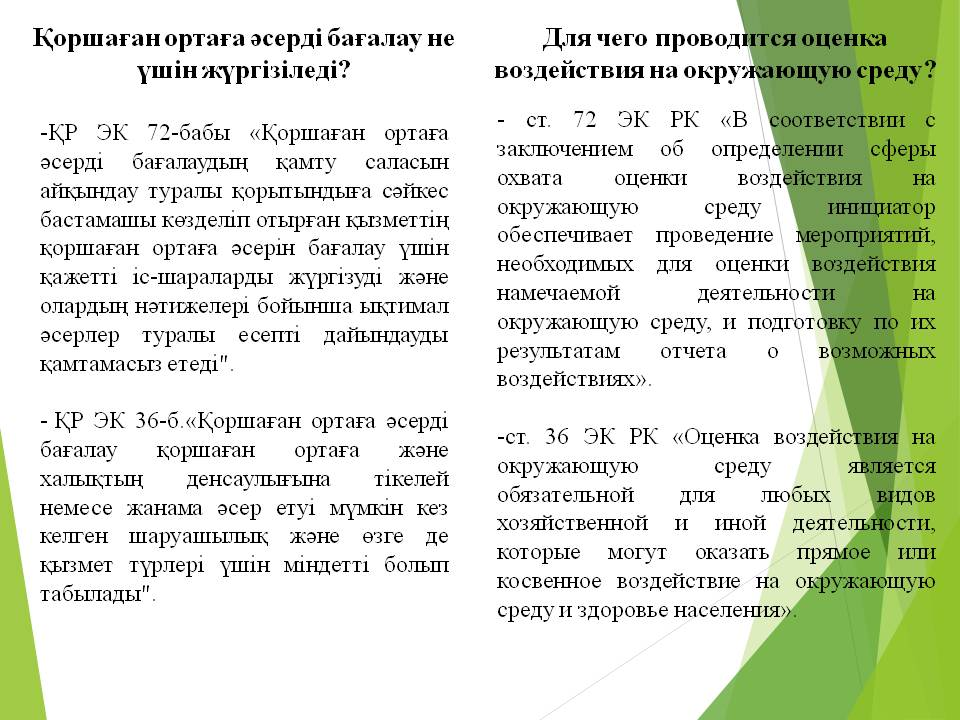 Қоршаған ортаға әсерді бағалау не
үшін жүргізіледі?
-ҚР ЭК 72-бабы «Қоршаған ортаға
әсерді бағалаудың қамту саласын
айқындау туралы қорытындыға сәйкес
бастамашы көзделіп отырған қызметтің
қоршаған ортаға әсерін бағалау үшін
қажетті іс-шараларды жүргізуді және
олардың нәтижелері бойынша ықтимал
әсерлер туралы есепті дайындауды
қамтамасыз етеді".
- ҚР ЭК 36-б.«Қоршаған ортаға әсерді
бағалау қоршаған ортаға және
халықтың денсаулығына тікелей
немесе жанама әсер етуі мүмкін кез
келген шаруашылық және өзге де
қызмет түрлері үшін міндетті болып
табылады".
Для чего проводится оценка
воздействия на окружающую среду?
- ст. 72 ЭК РК «В соответствии с
заключением об определении сферы
охвата оценки воздействия на
окружающую среду инициатор
обеспечивает проведение мероприятий,
необходимых для оценки воздействия
намечаемой деятельности на
окружающую среду, и подготовку по их
результатам отчета о возможных
воздействиях».
-ст. 36 ЭК РК «Оценка воздействия на
окружающую среду является
обязательной для любых видов
хозяйственной и иной деятельности,
которые могут оказать прямое или
косвенное воздействие на окружающую
среду и здоровье населения».